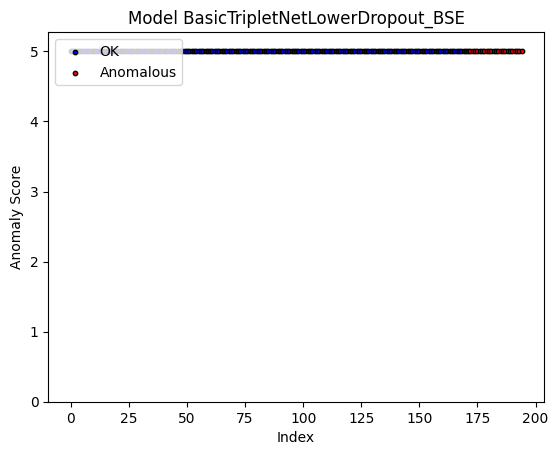 Model BasicTripletNetLowerDropout_BSE
OK
Anomalous
Anomaly Score
5
4
3
2
1
0
0 25 50 75 100 125 150 175 200
Index